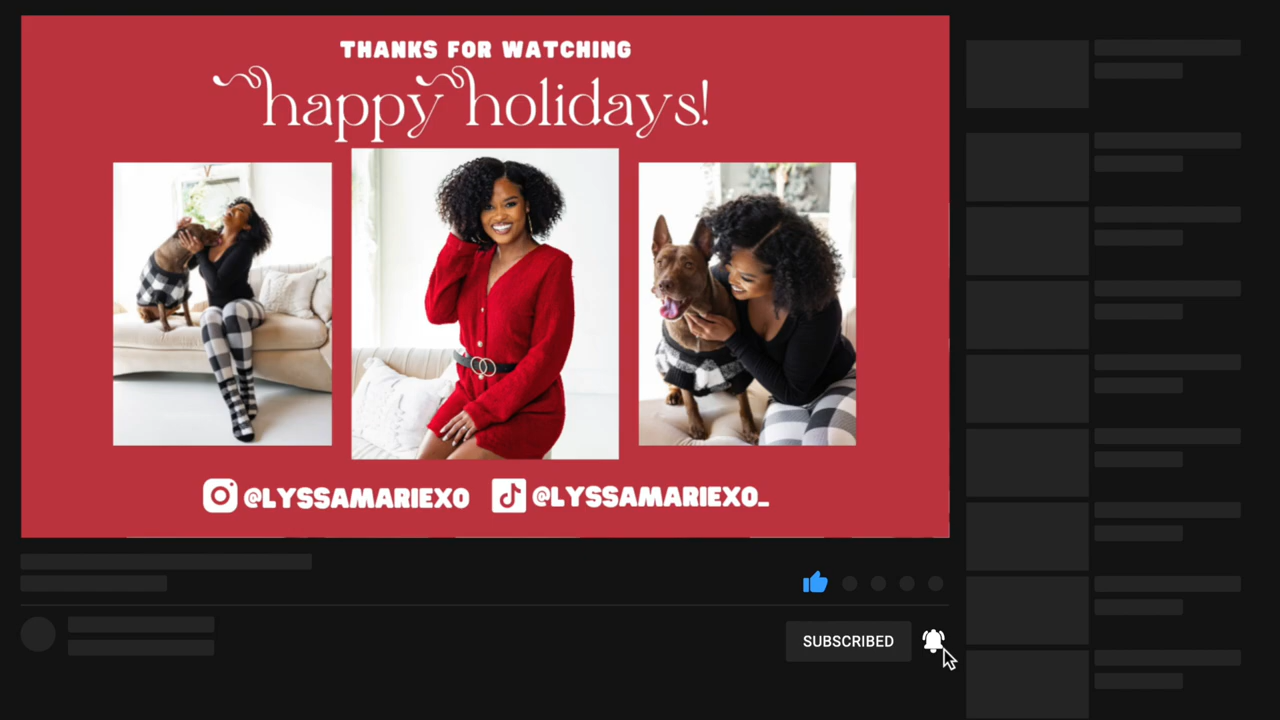 THANKS FOR WATCHING
happy holidays!
@LYSSAMARIEXO @LYSSAMARIEXO_
SUBSCRIBED